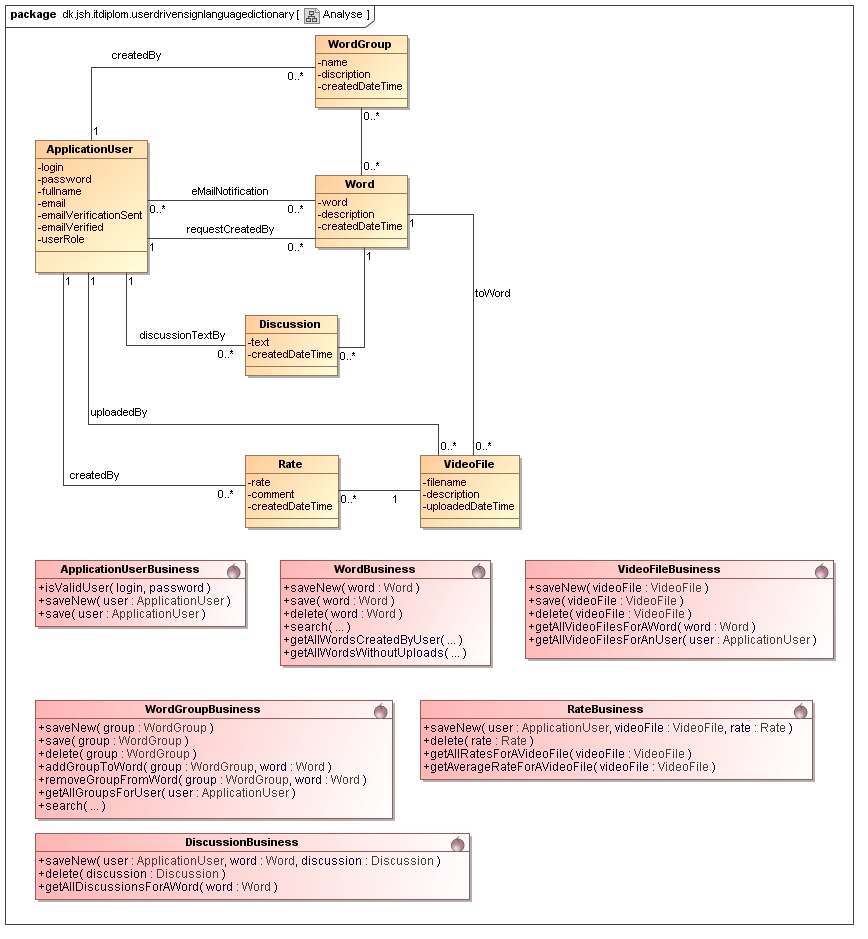 package dk.jsh.itdiplom.userdrivensignlanguagedictionary [ Analyse ]
WordGroup
-name
-discription
-createdDateTime
createdBy
0..*
1
0..*
0..*
ApplicationUser
-login
-password
-fullname
-email
-emailVerificationSent
-emailVerified
-userRole
eMailNotification
0..*
0..*
requestCreatedBy
1
0..*
Word
-word
-description
-createdDateTime
1
1
toWord
1
1
1
Discussion
-text
-createdDateTime
discussionTextBy
0..*
0..*
uploadedBy
0..*
0..*
createdBy
0..*
Rate
-rate
-comment
-createdDateTime
0..*
1
VideoFile
-filename
-description
-uploadedDateTime
ApplicationUserBusiness
+isValidUser( login, password )
+saveNew( user : ApplicationUser )
+save( user : ApplicationUser )
WordBusiness
+saveNew( word : Word )
+save( word : Word )
+delete( word : Word )
+search( ... )
+getAllWordsCreatedByUser( ... )
+getAllWordsWithoutUploads( ... )
VideoFileBusiness
+saveNew( videoFile : VideoFile )
+save( videoFile : VideoFile )
+delete( videoFile : VideoFile )
+getAllVideoFilesForAWord( word : Word )
+getAllVideoFilesForAnUser( user : ApplicationUser )
WordGroupBusiness
+saveNew( group : WordGroup )
+save( group : WordGroup )
+delete( group : WordGroup )
+addGroupToWord( group : WordGroup, word : Word )
+removeGroupFromWord( group : WordGroup, word : Word )
+getAllGroupsForUser( user : ApplicationUser )
+search( ... )
RateBusiness
+saveNew( user : ApplicationUser, videoFile : VideoFile, rate : Rate )
+delete( rate : Rate )
+getAllRatesForAVideoFile( videoFile : VideoFile )
+getAverageRateForAVideoFile( videoFile : VideoFile )
DiscussionBusiness
+saveNew( user : ApplicationUser, word : Word, discussion : Discussion )
+delete( discussion : Discussion )
+getAllDiscussionsForAWord( word : Word )